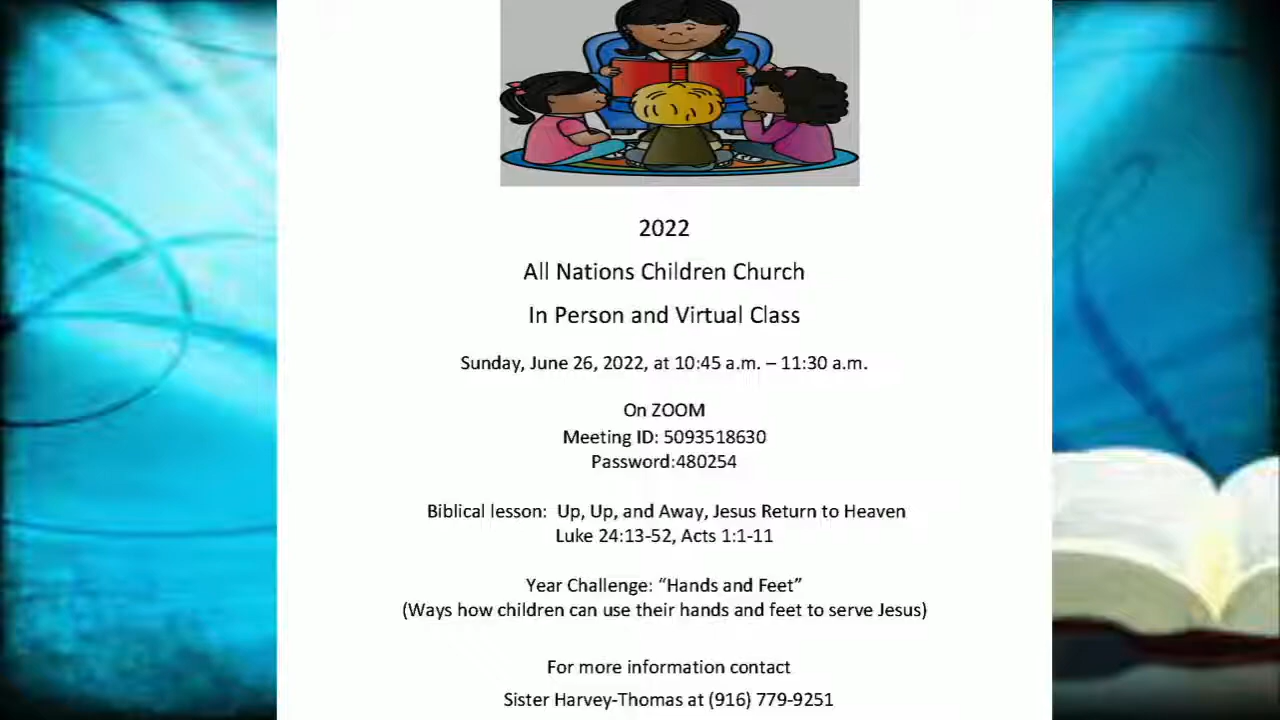 2022
All Nations Children Church
In Person and Virtual Class
Sunday, June 26, 2022, at 10:45 a.m. – 11:30 a.m.
On ZOOM
Meeting ID: 5093518630
Password:480254
Biblical lesson:  Up, Up, and Away, Jesus Return to Heaven
Luke 24:13-52, Acts 1:1-11
Year Challenge: “Hands and Feet”
(Ways how children can use their hands and feet to serve Jesus)
For more information contact
Sister Harvey-Thomas at (916) 779-9251